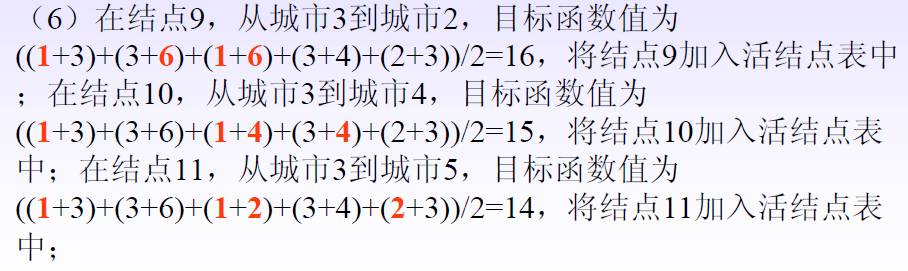 （6）在结点9，从城市3到城市2，目标函数值为
((1+3)+(3+6)+(1+6)+(3+4)+(2+3))/2=16，将结点9加入活结点表中
；在结点10，从城市3到城市4，目标函数值为
((1+3)+(3+6)+(1+4)+(3+4)+(2+3))/2=15，将结点10加入活结点表
中；在结点11，从城市3到城市5，目标函数值为
((1+3)+(3+6)+(1+2)+(3+4)+(2+3))/2=14，将结点11加入活结点表
中；